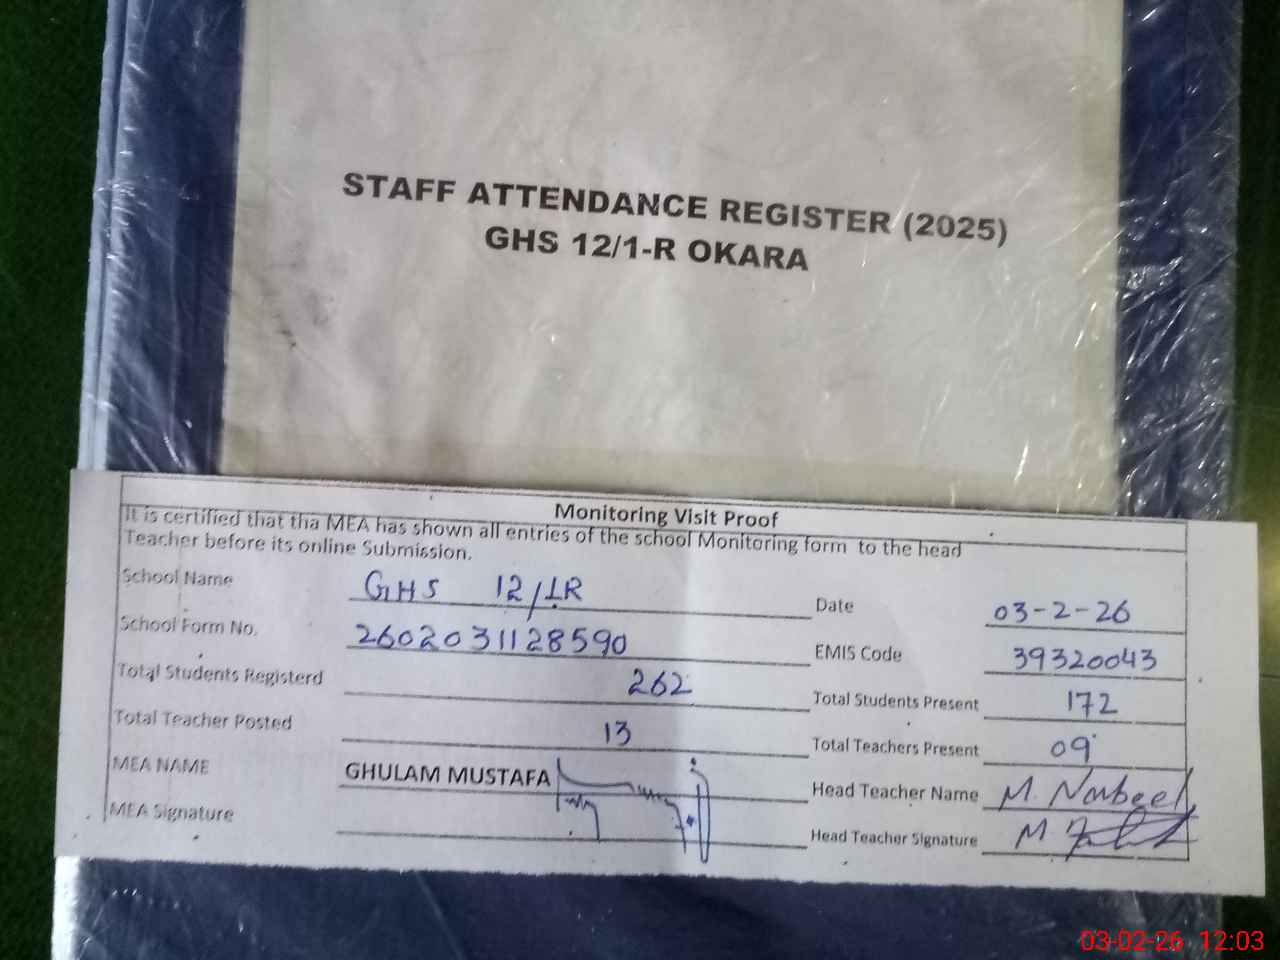 STAFF ATTENDANCE REGISTER (2025)
GHS 12/1-R OKARA
Monitoring Visit Proof
It is certified that tha MEA has shown all entries of the school Monitoring form to the head
Teacher before its online Submission.
School Name GHS 12/1R Date 03-2-26
School Form No. 2602031128590 EMIS Code 39320043
Total Students Registerd 262 Total Students Present 172
Total Teacher Posted 13 Total Teachers Present 09
MEA NAME GHULAM MUSTAFA Head Teacher Name M. Nabeel
MEA Signature Head Teacher Signature M.
03-02-26 12:03